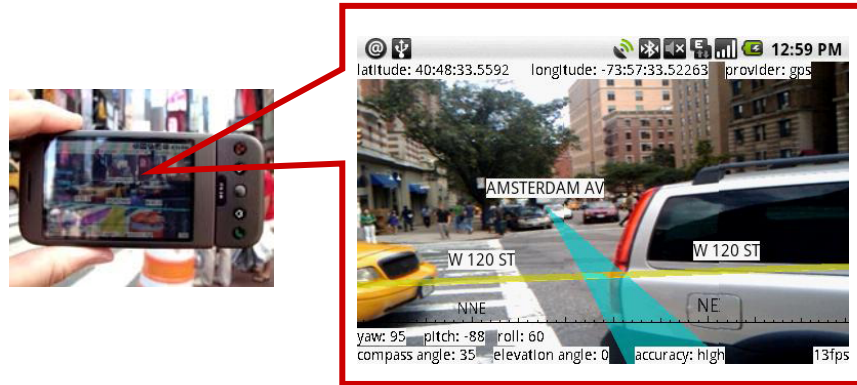 12:59 PM
latitude: 40:48:33.5592 longitude: -73:57:33.52263 provider: gps
AMSTERDAM AV
W 120 ST
W 120 ST
NNE
NE
yaw: 95 pitch: -88 roll: 60
compass angle: 35 elevation angle: 0 accuracy: high 13fps